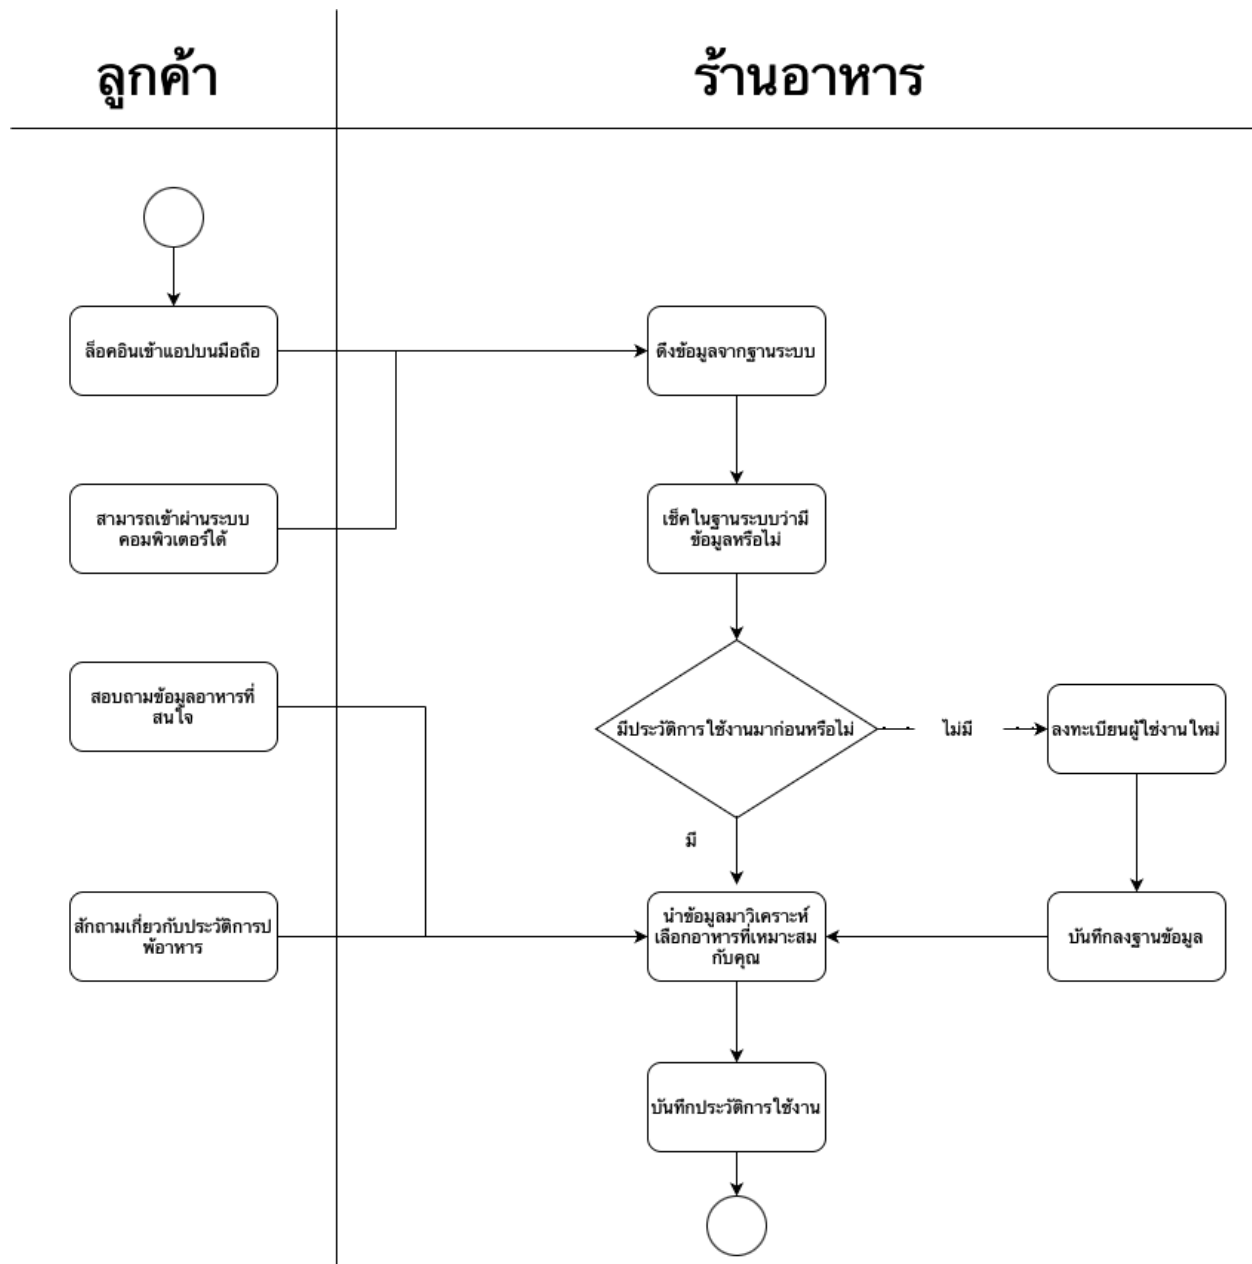 ลูกค้า
ร้านอาหาร
ล็อคอินเข้าแอปบนมือถือ
ดึงข้อมูลจากฐานระบบ
สามารถเข้าผ่านระบบ
คอมพิวเตอร์ได้
เช็คในฐานระบบว่ามี
ข้อมูลหรือไม่
สอบถามข้อมูลอาหารที่
สนใจ
มีประวัติการใช้งานมาก่อนหรือไม่
ไม่มี
ลงทะเบียนผู้ใช่งานใหม่
มี
สักถามเกี่ยวกับประวัติการป
พ้อาหาร
นำข้อมูลมาวิเคราะห์
เลือกอาหารที่เหมาะสม
กับคุณ
บันทึกลงฐานข้อมูล
บันทึกประวัติการใช้งาน